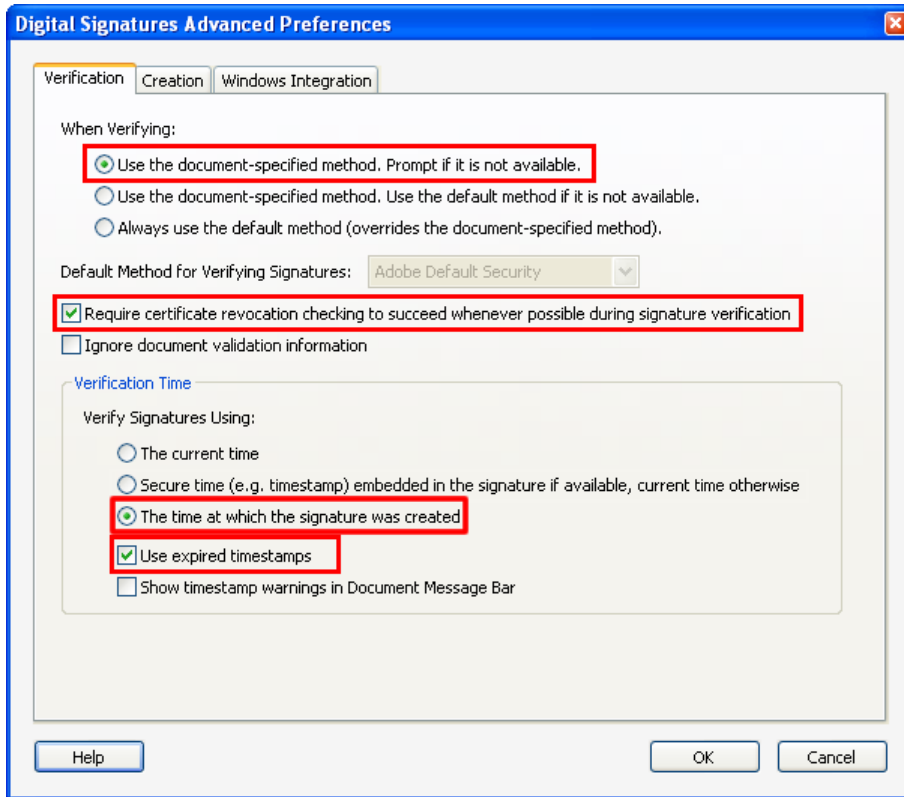 Digital Signatures Advanced Preferences
Verification Creation Windows Integration
When Verifying:
Use the document-specified method. Prompt if it is not available.
Use the document-specified method. Use the default method if it is not available.
Always use the default method (overrides the document-specified method).
Default Method for Verifying Signatures: Adobe Default Security
Require certificate revocation checking to succeed whenever possible during signature verification
Ignore document validation information
Verification Time
Verify Signatures Using:
The current time
Secure time (e.g. timestamp) embedded in the signature if available, current time otherwise
The time at which the signature was created
Use expired timestamps
Show timestamp warnings in Document Message Bar
Help OK Cancel